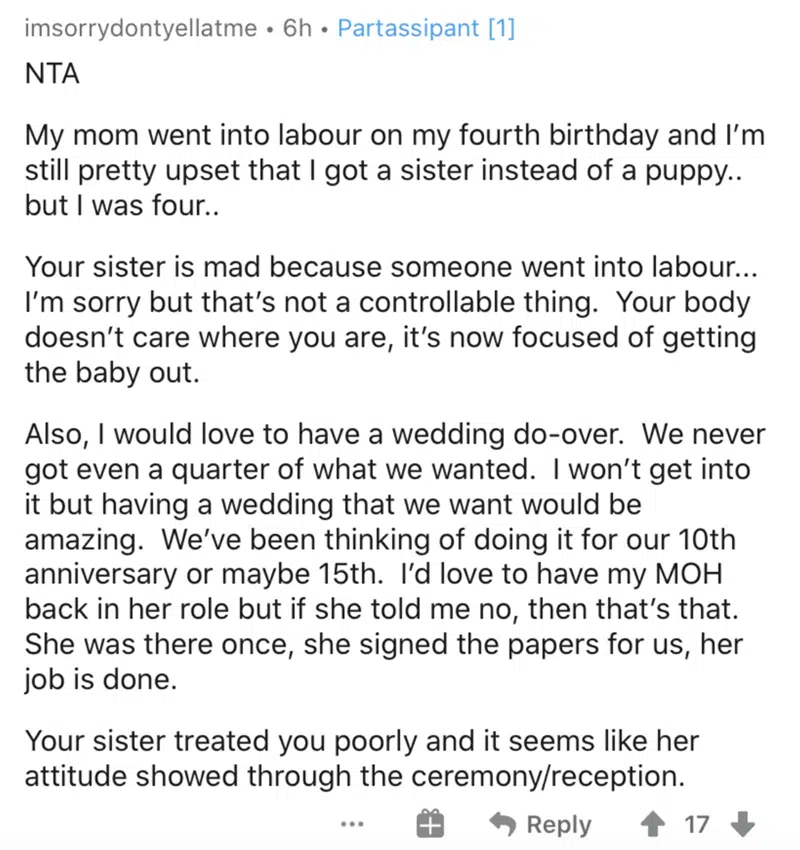 imsorrydontyellatme • 6h • Partassipant [1]
NTA
My mom went into labour on my fourth birthday and I'm
still pretty upset that I got a sister instead of a puppy..
but I was four..
Your sister is mad because someone went into labour...
I'm sorry but that's not a controllable thing.  Your body
doesn't care where you are, it's now focused of getting
the baby out.
Also, I would love to have a wedding do-over.  We never
got even a quarter of what we wanted.  I won't get into
it but having a wedding that we want would be
amazing.  We've been thinking of doing it for our 10th
anniversary or maybe 15th.  I'd love to have my MOH
back in her role but if she told me no, then that's that.
She was there once, she signed the papers for us, her
job is done.
Your sister treated you poorly and it seems like her
attitude showed through the ceremony/reception.
... Reply 17